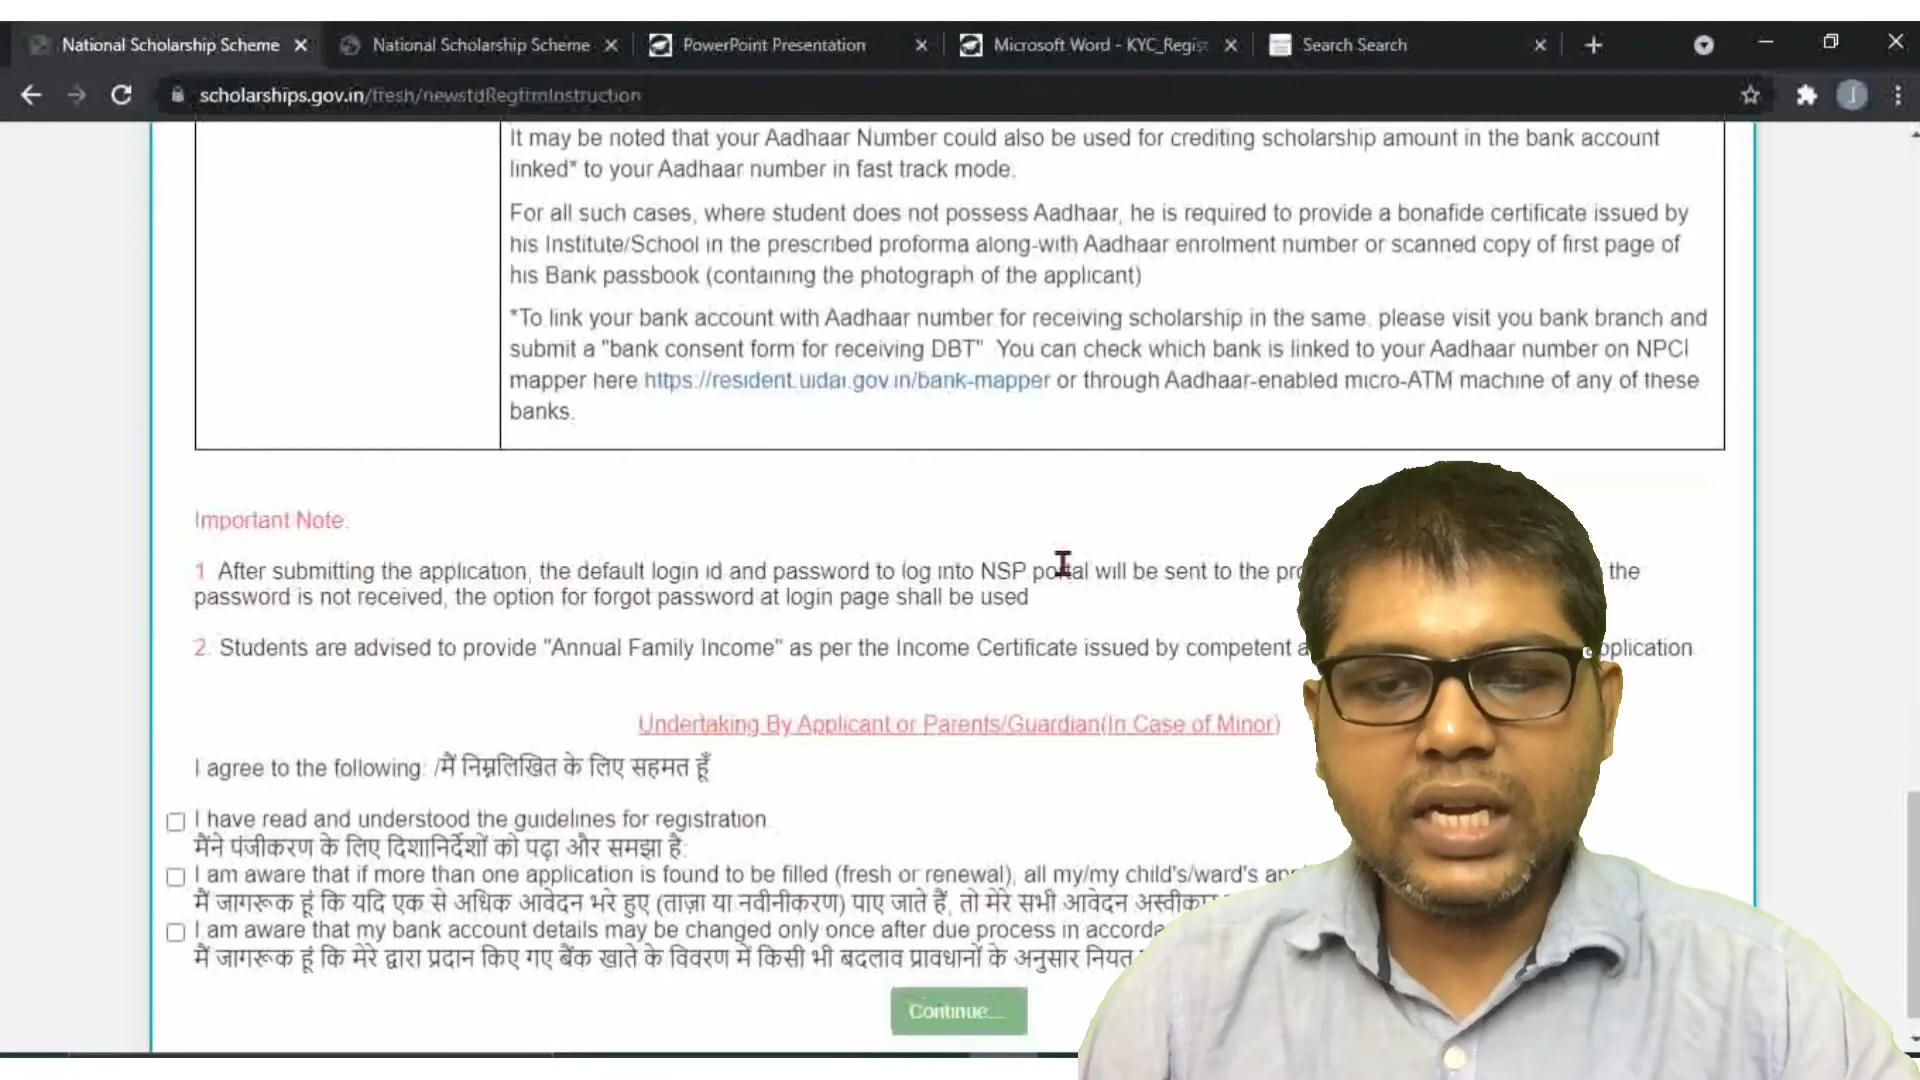 National Scholarship Scheme
National Scholarship Scheme
PowerPoint Presentation
Microsoft Word - KYC_Regis
Search Search
scholarships.gov.in/fresh/newstdRegfrmInstruction
It may be noted that your Aadhaar Number could also be used for crediting scholarship amount in the bank account
linked* to your Aadhaar number in fast track mode.
For all such cases, where student does not possess Aadhaar, he is required to provide a bonafide certificate issued by
his Institute/School in the prescribed proforma along-with Aadhaar enrolment number or scanned copy of first page of
his Bank passbook (containing the photograph of the applicant)
*To link your bank account with Aadhaar number for receiving scholarship in the same, please visit you bank branch and
submit a "bank consent form for receiving DBT" You can check which bank is linked to your Aadhaar number on NPCI
mapper here https://resident.uidai.gov.in/bank-mapper or through Aadhaar-enabled micro-ATM machine of any of these
banks.
Important Note:
1 After submitting the application, the default login id and password to log into NSP portal will be sent to the the
password is not received, the option for forgot password at login page shall be used
2. Students are advised to provide "Annual Family Income" as per the Income Certificate issued by competent
Undertaking By Applicant or Parents/Guardian(In Case of Minor)
I agree to the following: /मैं निम्नलिखित के लिए सहमत हूँ
I have read and understood the guidelines for registration
मैंने पंजीकरण के लिए दिशानिर्देशों को पढ़ा और समझा है:
I am aware that if more than one application is found to be filled (fresh or renewal), all my/my child's/ward's
मैं जागरूक हूं कि यदि एक से अधिक आवेदन भरे हुए (ताज़ा या नवीनीकरण) पाए जाते हैं, तो मेरे सभी आवेदन
I am aware that my bank account details may be changed only once after due process in
मैं जागरूक हूं कि मेरे द्वारा प्रदान किए गए बैंक खाते के विवरण में किसी भी बदलाव प्रावधानों के अनुसार
Continue...